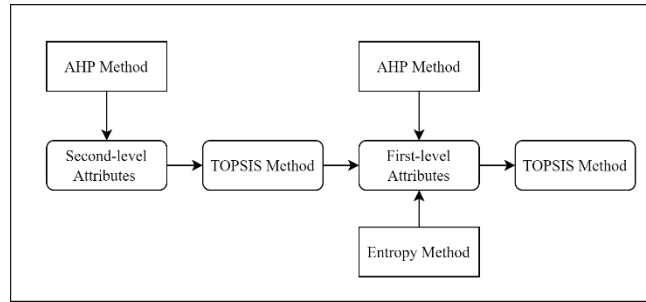 AHP Method
AHP Method
Second-level
Attributes
TOPSIS Method
First-level
Attributes
TOPSIS Method
Entropy Method